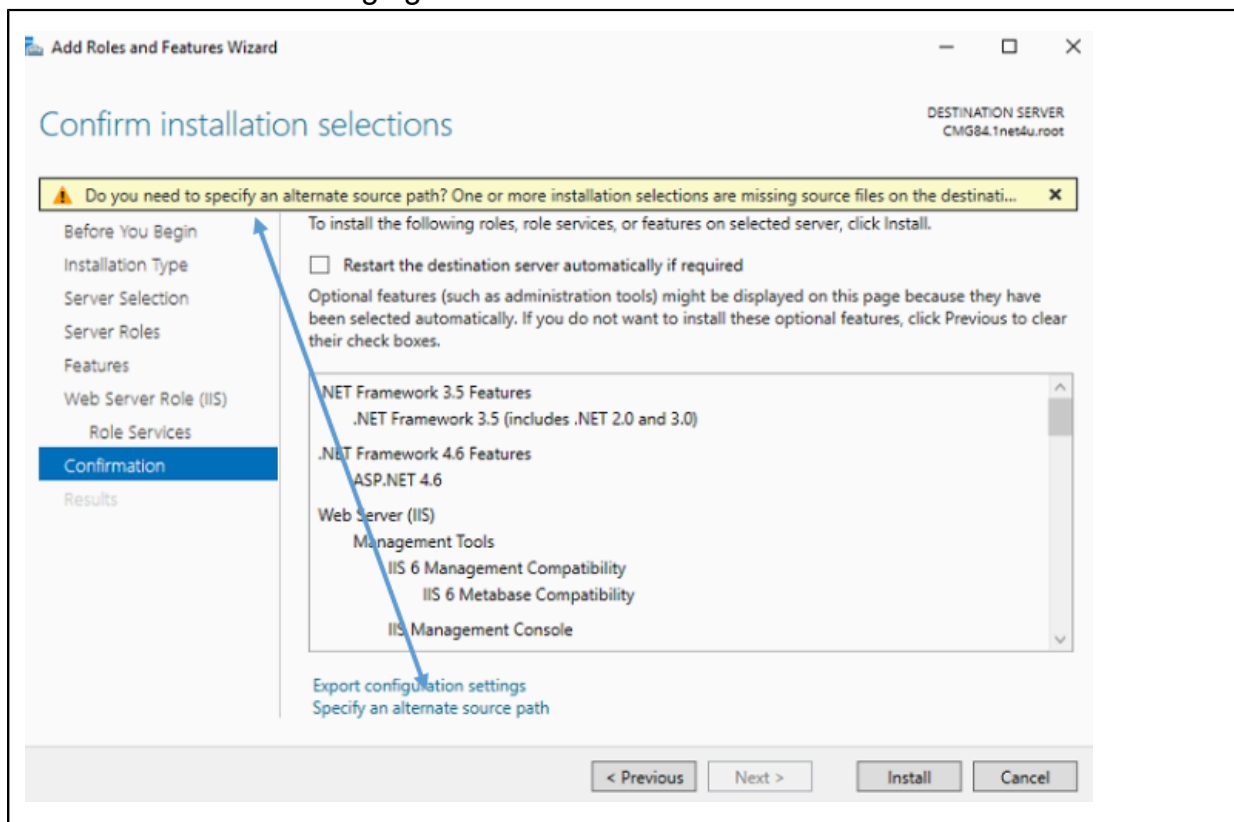 Add Roles and Features Wizard
Confirm installation selections
DESTINATION SERVER
CMG84.1net4u.root
Do you need to specify an alternate source path? One or more installation selections are missing source files on the destinati...
Before You Begin
Installation Type
Server Selection
Server Roles
Features
Web Server Role (IIS)
Role Services
Confirmation
Results
To install the following roles, role services, or features on selected server, click Install.
Restart the destination server automatically if required
Optional features (such as administration tools) might be displayed on this page because they have
been selected automatically. If you do not want to install these optional features, click Previous to clear
their check boxes.
.NET Framework 3.5 Features
.NET Framework 3.5 (includes .NET 2.0 and 3.0)
.NET Framework 4.6 Features
ASP.NET 4.6
Web Server (IIS)
Management Tools
IIS 6 Management Compatibility
IIS 6 Metabase Compatibility
IIS Management Console
Export configuration settings
Specify an alternate source path
< Previous
Next >
Install
Cancel